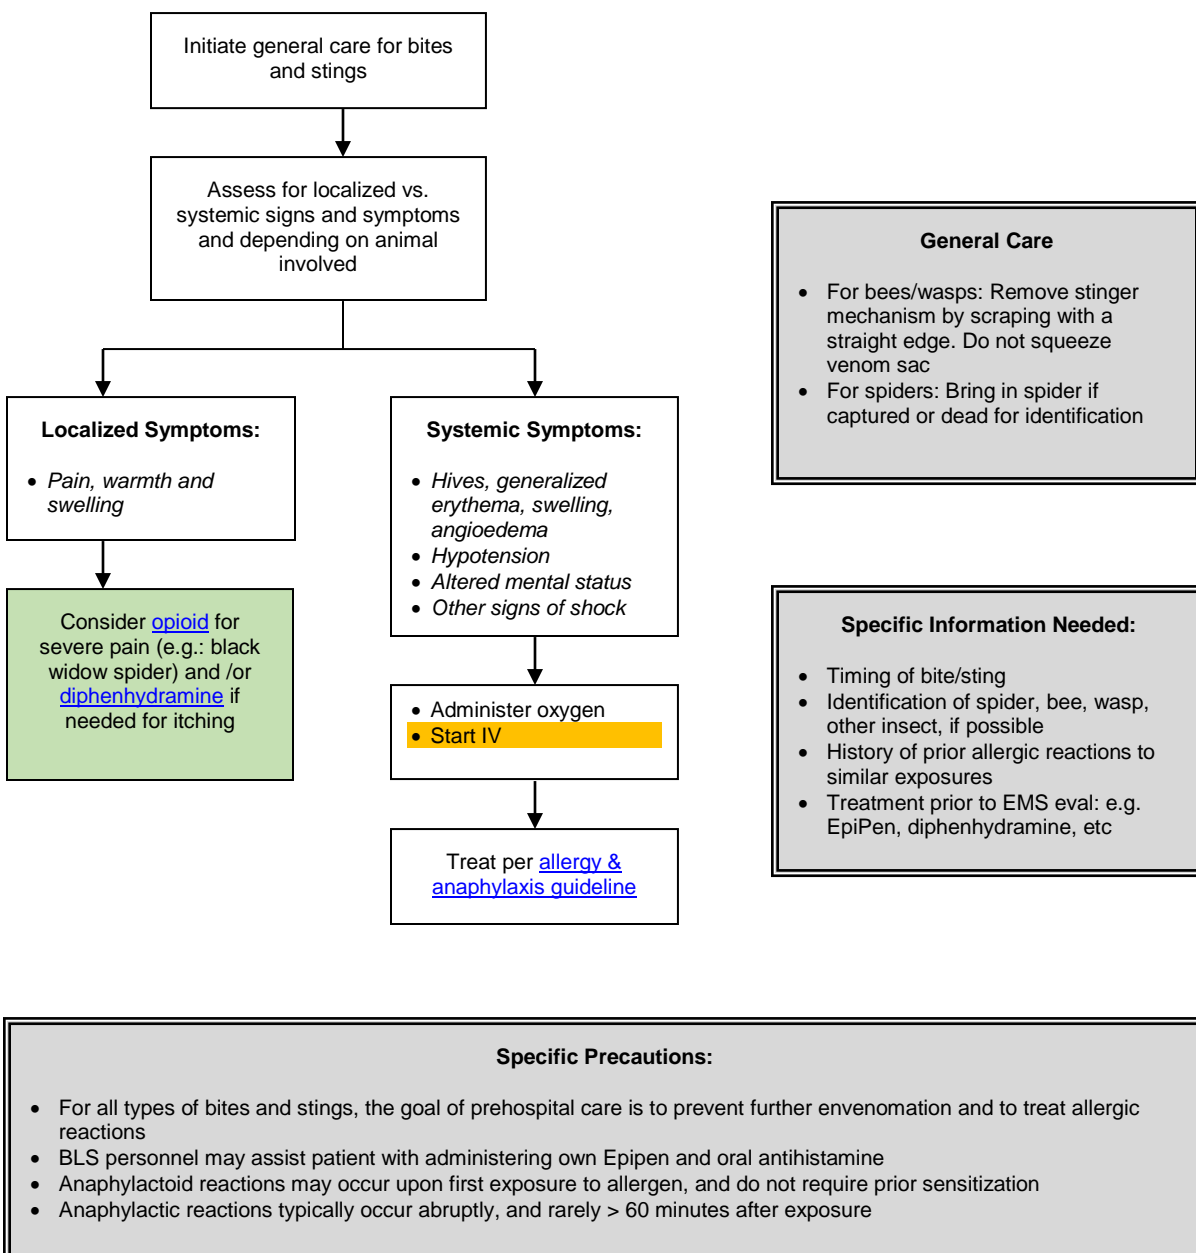 Initiate general care for bites
and stings
Assess for localized vs.
systemic signs and symptoms
and depending on animal
involved
Localized Symptoms:
• Pain, warmth and
swelling
Consider opioid for
severe pain (e.g.: black
widow spider) and /or
diphenhydramine if
needed for itching
Systemic Symptoms:
• Hives, generalized
erythema, swelling,
angioedema
• Hypotension
• Altered mental status
• Other signs of shock
• Administer oxygen
• Start IV
Treat per allergy &
anaphylaxis guideline
General Care
• For bees/wasps: Remove stinger
mechanism by scraping with a
straight edge. Do not squeeze
venom sac
• For spiders: Bring in spider if
captured or dead for identification
Specific Information Needed:
• Timing of bite/sting
• Identification of spider, bee, wasp,
other insect, if possible
• History of prior allergic reactions to
similar exposures
• Treatment prior to EMS eval: e.g.
EpiPen, diphenhydramine, etc
Specific Precautions:
• For all types of bites and stings, the goal of prehospital care is to prevent further envenomation and to treat allergic
reactions
• BLS personnel may assist patient with administering own Epipen and oral antihistamine
• Anaphylactoid reactions may occur upon first exposure to allergen, and do not require prior sensitization
• Anaphylactic reactions typically occur abruptly, and rarely > 60 minutes after exposure